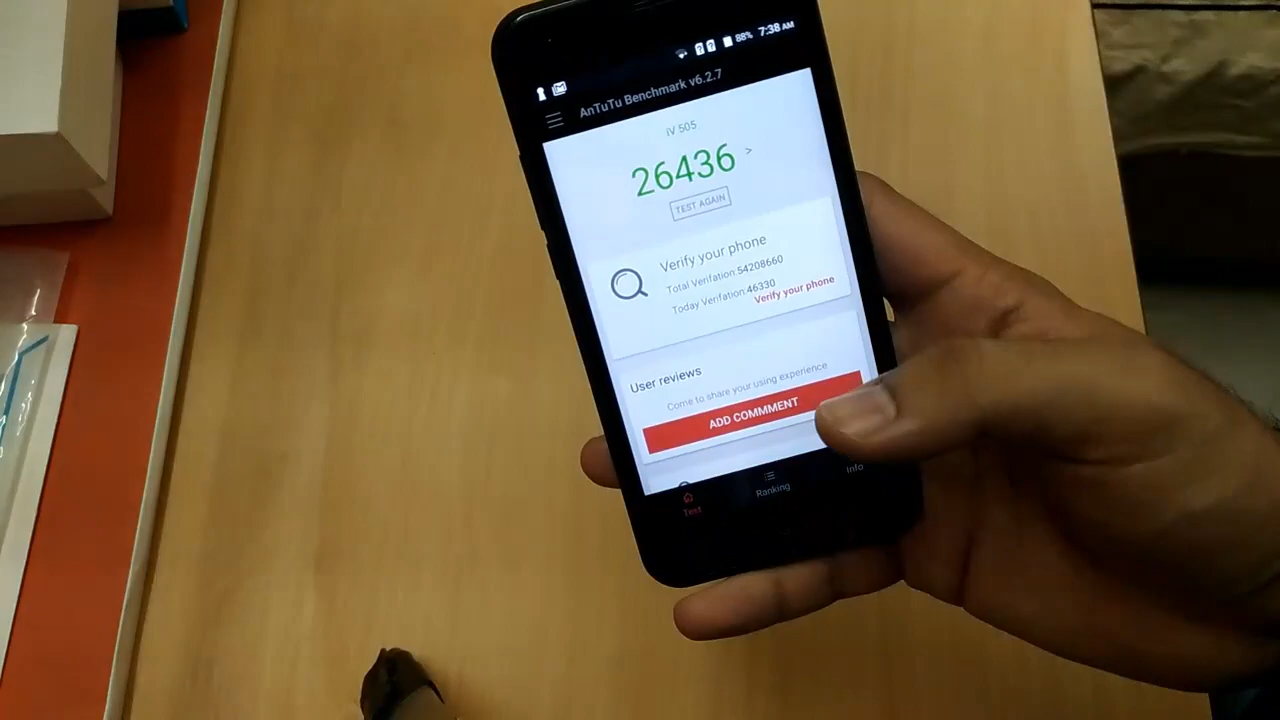 88% 7:38 AM
AnTuTu Benchmark v6.2.7
iV 505
26436 >
TEST AGAIN
Verify your phone
Total Verifation:54208660
Today Verifation:46330
Verify your phone
User reviews
Come to share your using experience
ADD COMMMENT
Test
Ranking
Info